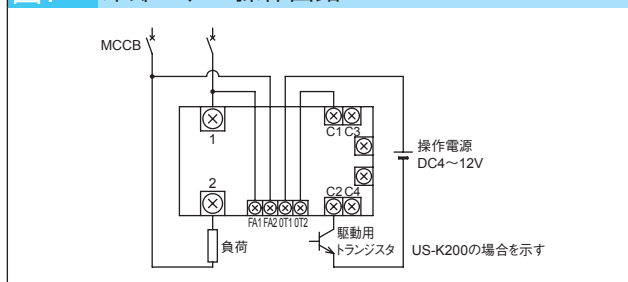 MCCB
1
C1 C3
操作電源
DC4～12V
2
C2 C4
FA1 FA2 0T1 0T2
負荷
駆動用
トランジスタ
US-K200の場合を示す